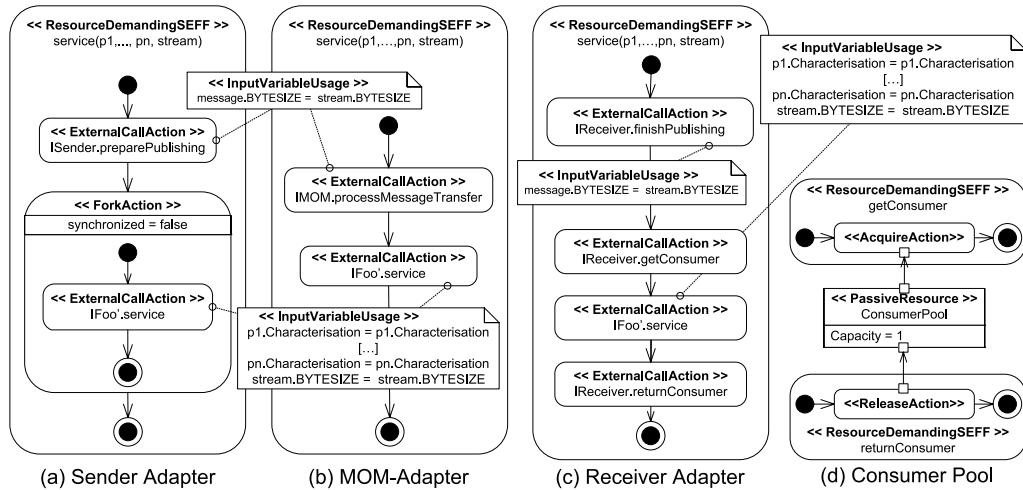 << ResourceDemandingSEFF >>
service(p1,..., pn, stream)
<< ExternalCallAction >>
ISender.preparePublishing
<< ForkAction >>
synchronized = false
<< ExternalCallAction >>
IFoo'.service
(a) Sender Adapter
<< InputVariableUsage >>
message.BYTESIZE = stream.BYTESIZE
<< ResourceDemandingSEFF >>
service(p1,...,pn, stream)
<< ExternalCallAction >>
IMOM.processMessageTransfer
<< ExternalCallAction >>
IFoo'.service
<< InputVariableUsage >>
p1.Characterisation = p1.Characterisation
[...]
pn.Characterisation = pn.Characterisation
stream.BYTESIZE = stream.BYTESIZE
(b) MOM-Adapter
<< ResourceDemandingSEFF >>
service(p1,...,pn, stream)
<< ExternalCallAction >>
IReceiver.finishPublishing
<< InputVariableUsage >>
message.BYTESIZE = stream.BYTESIZE
<< ExternalCallAction >>
IReceiver.getConsumer
<< ExternalCallAction >>
IFoo'.service
<< ExternalCallAction >>
IReceiver.returnConsumer
(c) Receiver Adapter
<< InputVariableUsage >>
p1.Characterisation = p1.Characterisation
[...]
pn.Characterisation = pn.Characterisation
stream.BYTESIZE = stream.BYTESIZE
<< ResourceDemandingSEFF >>
getConsumer
<<AcquireAction>>
<< PassiveResource >>
ConsumerPool
Capacity = 1
<<ReleaseAction>>
<< ResourceDemandingSEFF >>
returnConsumer
(d) Consumer Pool